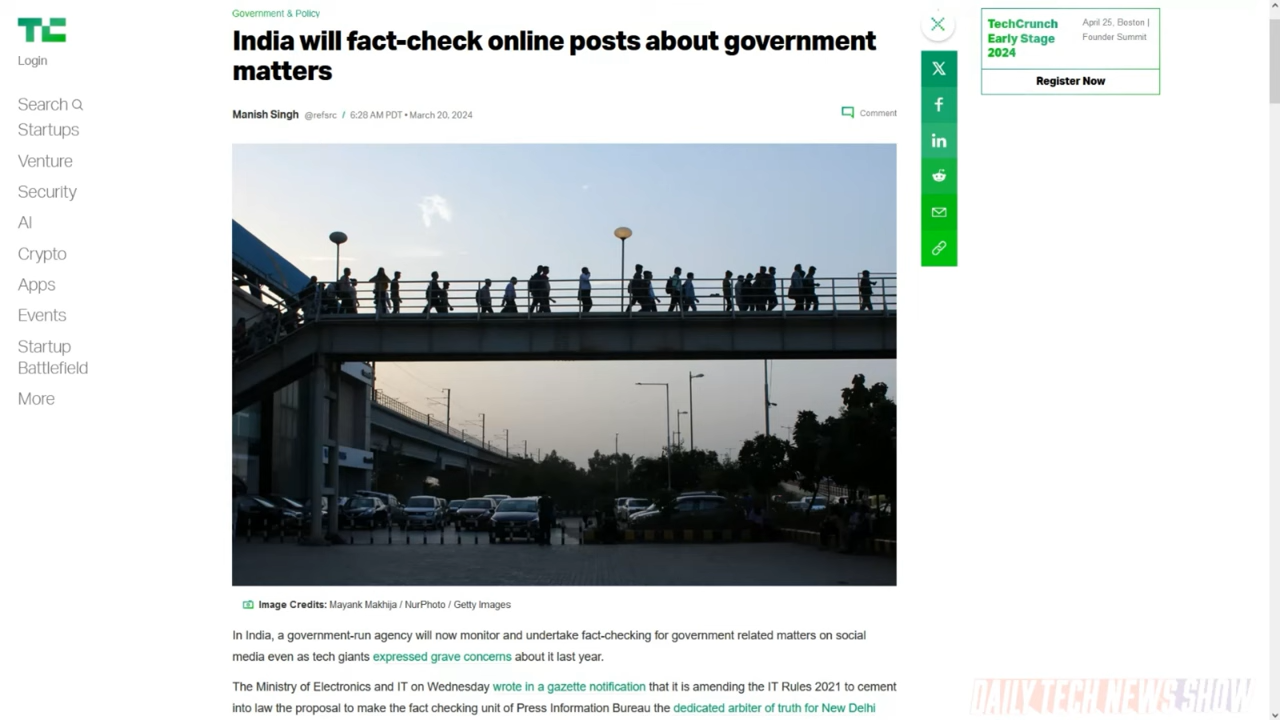 TC
Login
Search
Startups
Venture
Security
AI
Crypto
Apps
Events
Startup
Battlefield
More
Government & Policy
India will fact-check online posts about government
matters
Manish Singh @refsrc / 6:28 AM PDT • March 20, 2024
Comment
Image Credits: Mayank Makhija / NurPhoto / Getty Images
In India, a government-run agency will now monitor and undertake fact-checking for government related matters on social
media even as tech giants expressed grave concerns about it last year.
The Ministry of Electronics and IT on Wednesday wrote in a gazette notification that it is amending the IT Rules 2021 to cement
into law the proposal to make the fact checking unit of Press Information Bureau the dedicated arbiter of truth for New Delhi
TechCrunch
Early Stage
2024
April 25, Boston |
Founder Summit
Register Now
DAILY TECH NEWS SHOW